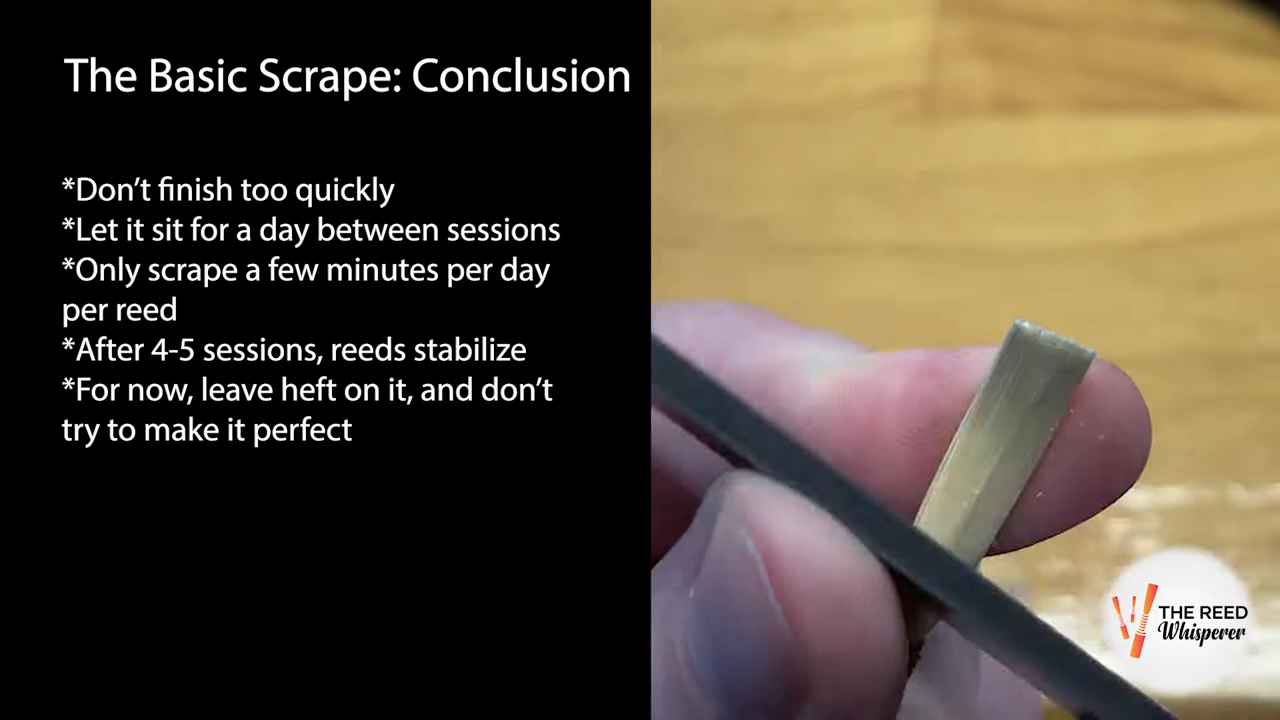 The Basic Scrape: Conclusion
*Don't finish too quickly
*Let it sit for a day between sessions
*Only scrape a few minutes per day
per reed
*After 4-5 sessions, reeds stabilize
*For now, leave heft on it, and don't
try to make it perfect
THE REED
Whisperer